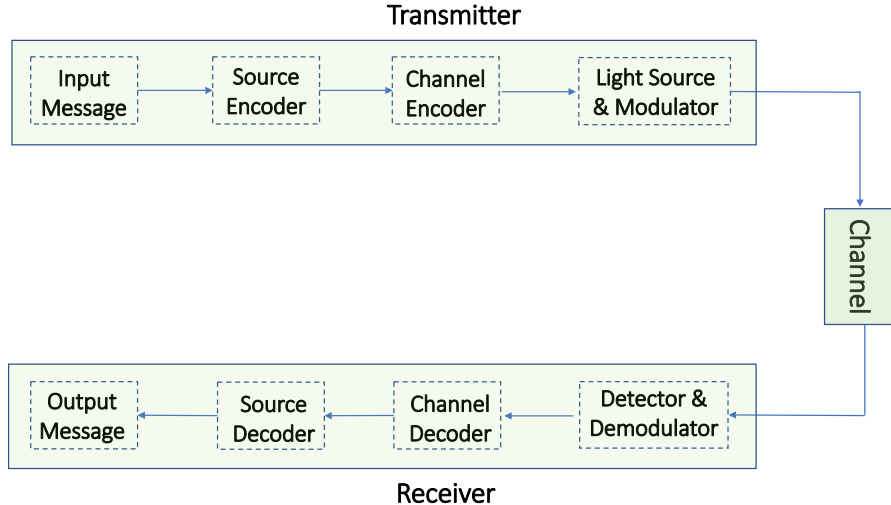 Transmitter
Input
Message
Source
Encoder
Channel
Encoder
Light Source
& Modulator
Channel
Output
Message
Source
Decoder
Channel
Decoder
Detector &
Demodulator
Receiver